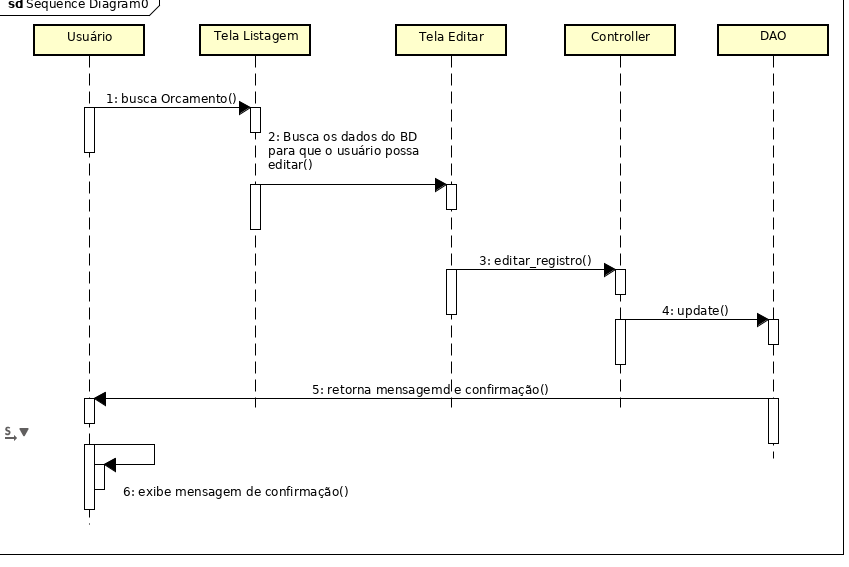 sd Sequence Diagram0
Usuário
Tela Listagem
Tela Editar
Controller
DAO
1: busca Orcamento()
2: Busca os dados do BD
para que o usuário possa
editar()
3: editar_registro()
4: update()
5: retorna mensagemd e confirmação()
S
6: exibe mensagem de confirmação()